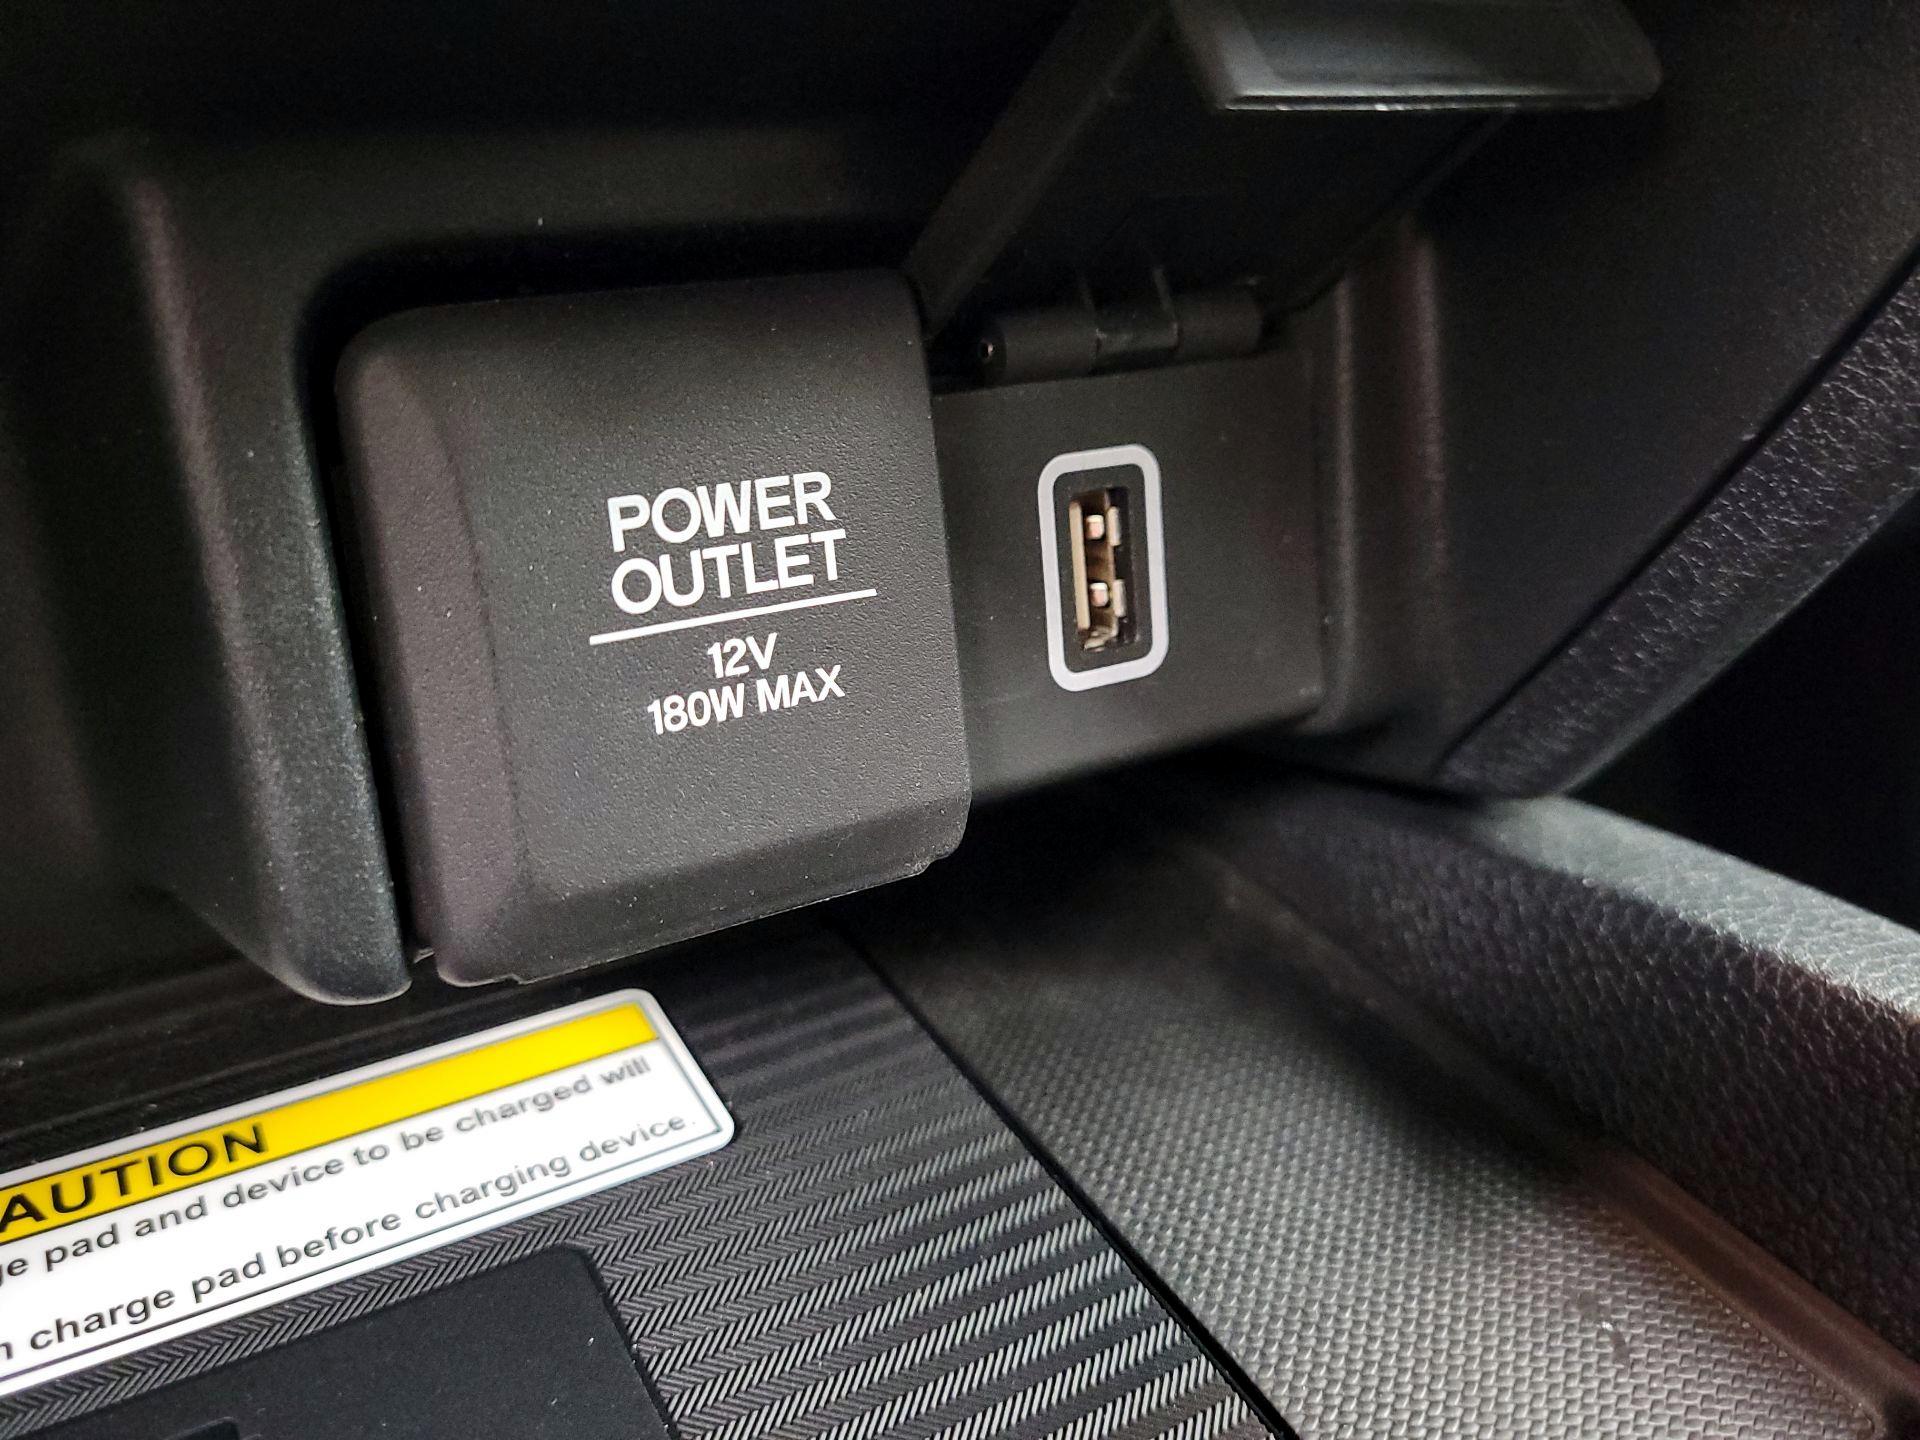 POWER
OUTLET
12V
180W MAX
AUTION
ge pad and device to be charged will
charge pad before charging device.